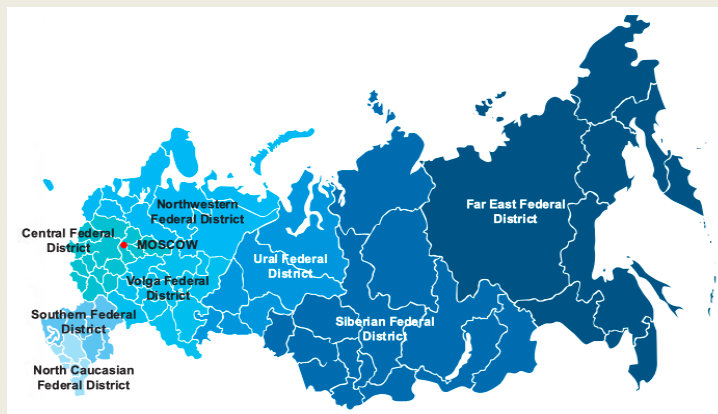 Northwestern
Federal District
Far East Federal
District
Central Federal
District
MOSCOW
Ural Federal
District
Volga Federal
District
Southern Federal
District
Siberian Federal
District
North Caucasian
Federal District